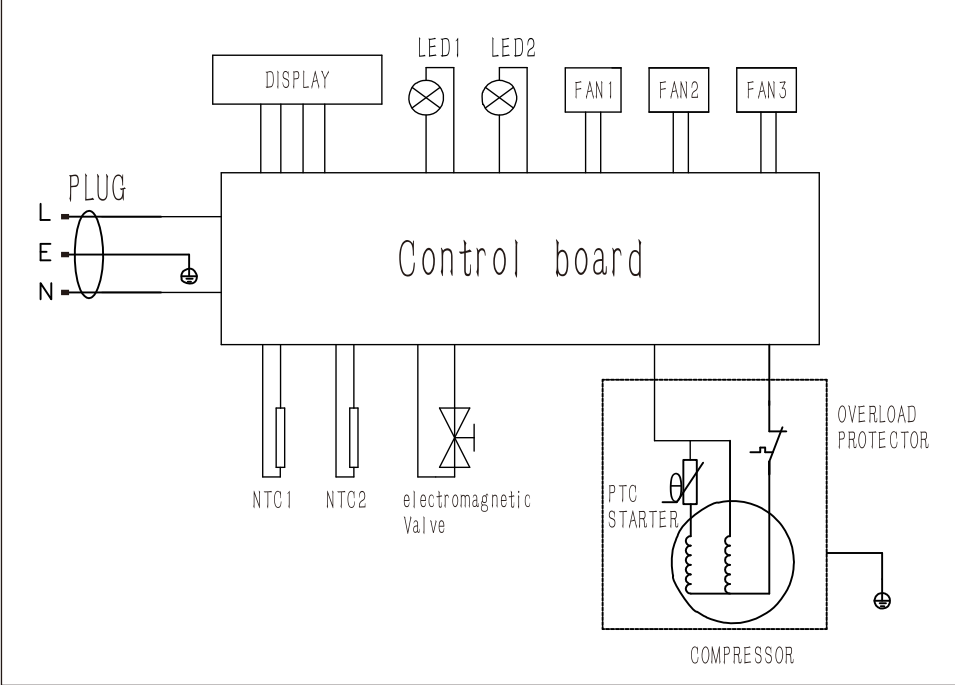 LED1 LED2
DISPLAY
FAN1 FAN2 FAN3
PLUG
L
E
N
Control board
OVERLOAD
PROTECTOR
NTC1 NTC2 electromagnetic
Valve
PTC
STARTER
θ
COMPRESSOR